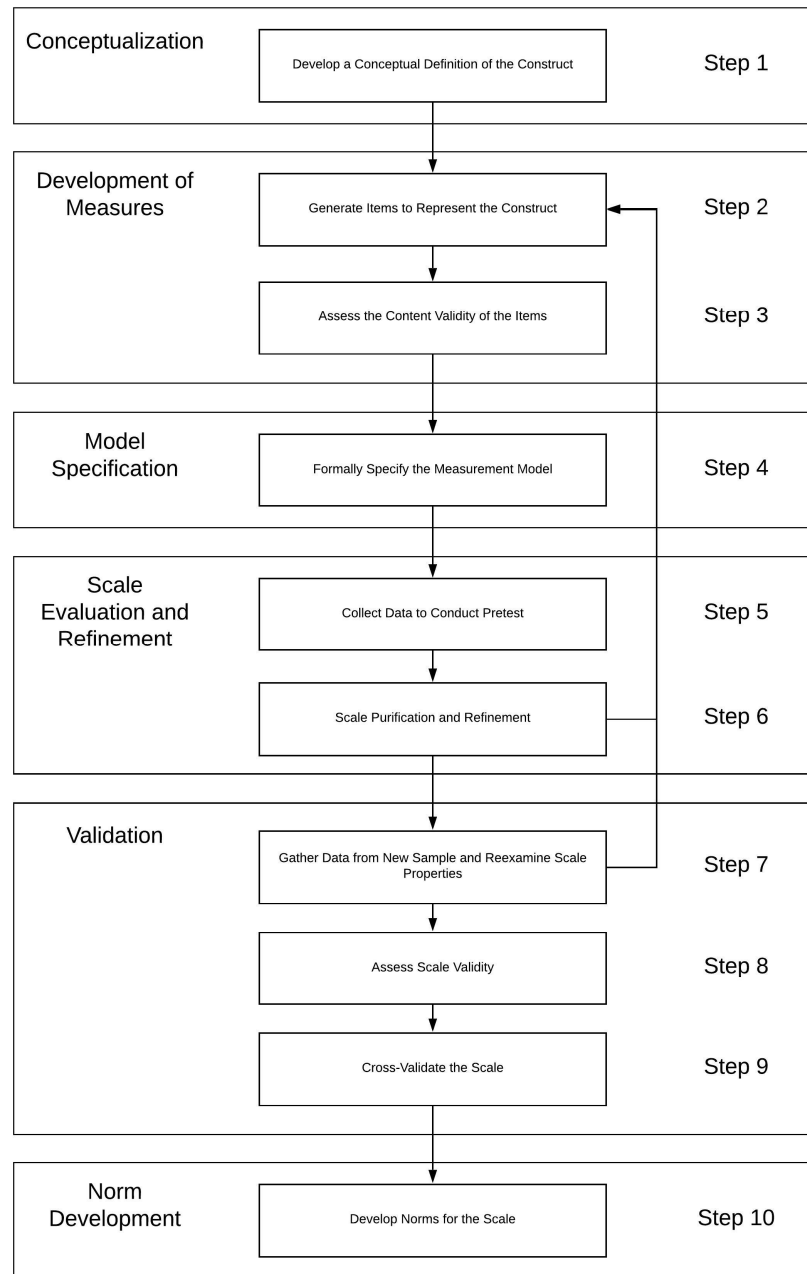 Conceptualization
Develop a Conceptual Definition of the Construct
Step 1
Development of
Measures
Generate Items to Represent the Construct
Step 2
Assess the Content Validity of the Items
Step 3
Model
Specification
Formally Specify the Measurement Model
Step 4
Scale
Evaluation and
Refinement
Collect Data to Conduct Pretest
Step 5
Scale Purification and Refinement
Step 6
Validation
Gather Data from New Sample and Reexamine Scale
Properties
Step 7
Assess Scale Validity
Step 8
Cross-Validate the Scale
Step 9
Norm
Development
Develop Norms for the Scale
Step 10